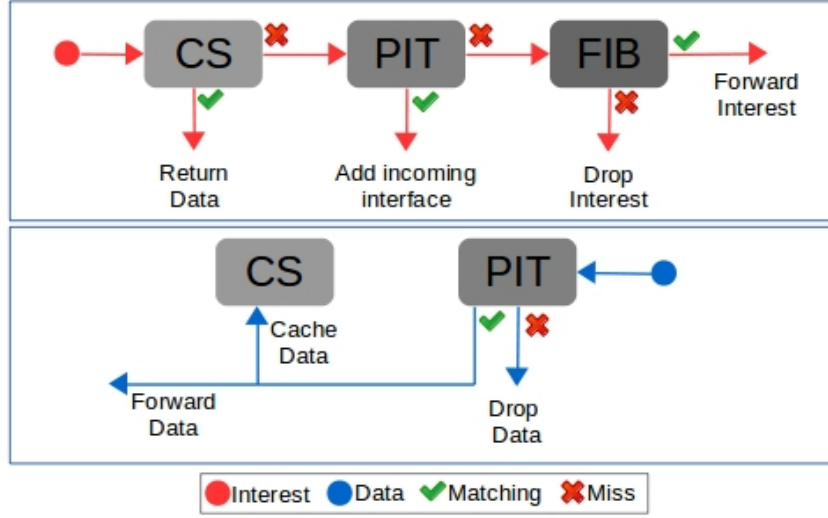 CS
PIT
FIB
Forward
Interest
Return
Data
Add incoming
interface
Drop
Interest
CS
PIT
Cache
Data
Forward
Data
Drop
Data
Interest Data Matching Miss